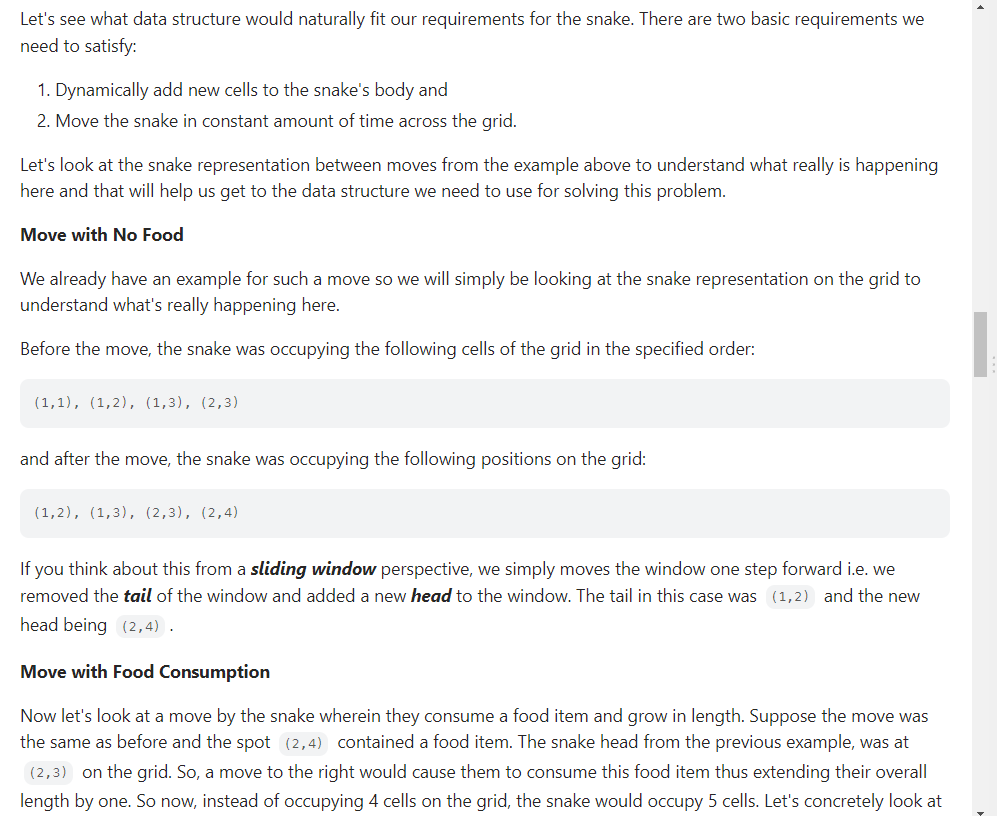 Let's see what data structure would naturally fit our requirements for the snake. There are two basic requirements we
need to satisfy:
1. Dynamically add new cells to the snake's body and
2. Move the snake in constant amount of time across the grid.
Let's look at the snake representation between moves from the example above to understand what really is happening
here and that will help us get to the data structure we need to use for solving this problem.
Move with No Food
We already have an example for such a move so we will simply be looking at the snake representation on the grid to
understand what's really happening here.
Before the move, the snake was occupying the following cells of the grid in the specified order:
(1,1), (1,2), (1,3), (2,3)
and after the move, the snake was occupying the following positions on the grid:
(1,2), (1,3), (2,3), (2,4)
If you think about this from a sliding window perspective, we simply moves the window one step forward i.e. we
removed the tail of the window and added a new head to the window. The tail in this case was (1,2) and the new
head being (2,4) .
Move with Food Consumption
Now let's look at a move by the snake wherein they consume a food item and grow in length. Suppose the move was
the same as before and the spot (2,4) contained a food item. The snake head from the previous example, was at
(2,3) on the grid. So, a move to the right would cause them to consume this food item thus extending their overall
length by one. So now, instead of occupying 4 cells on the grid, the snake would occupy 5 cells. Let's concretely look at